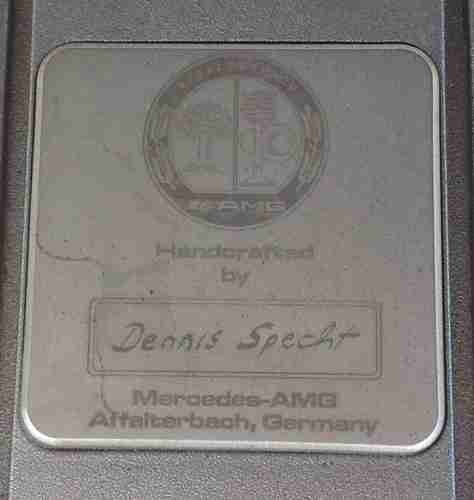 AMG
Handcrafted
by
Dennis Specht
Mercedes-AMG
Affalterbach, Germany